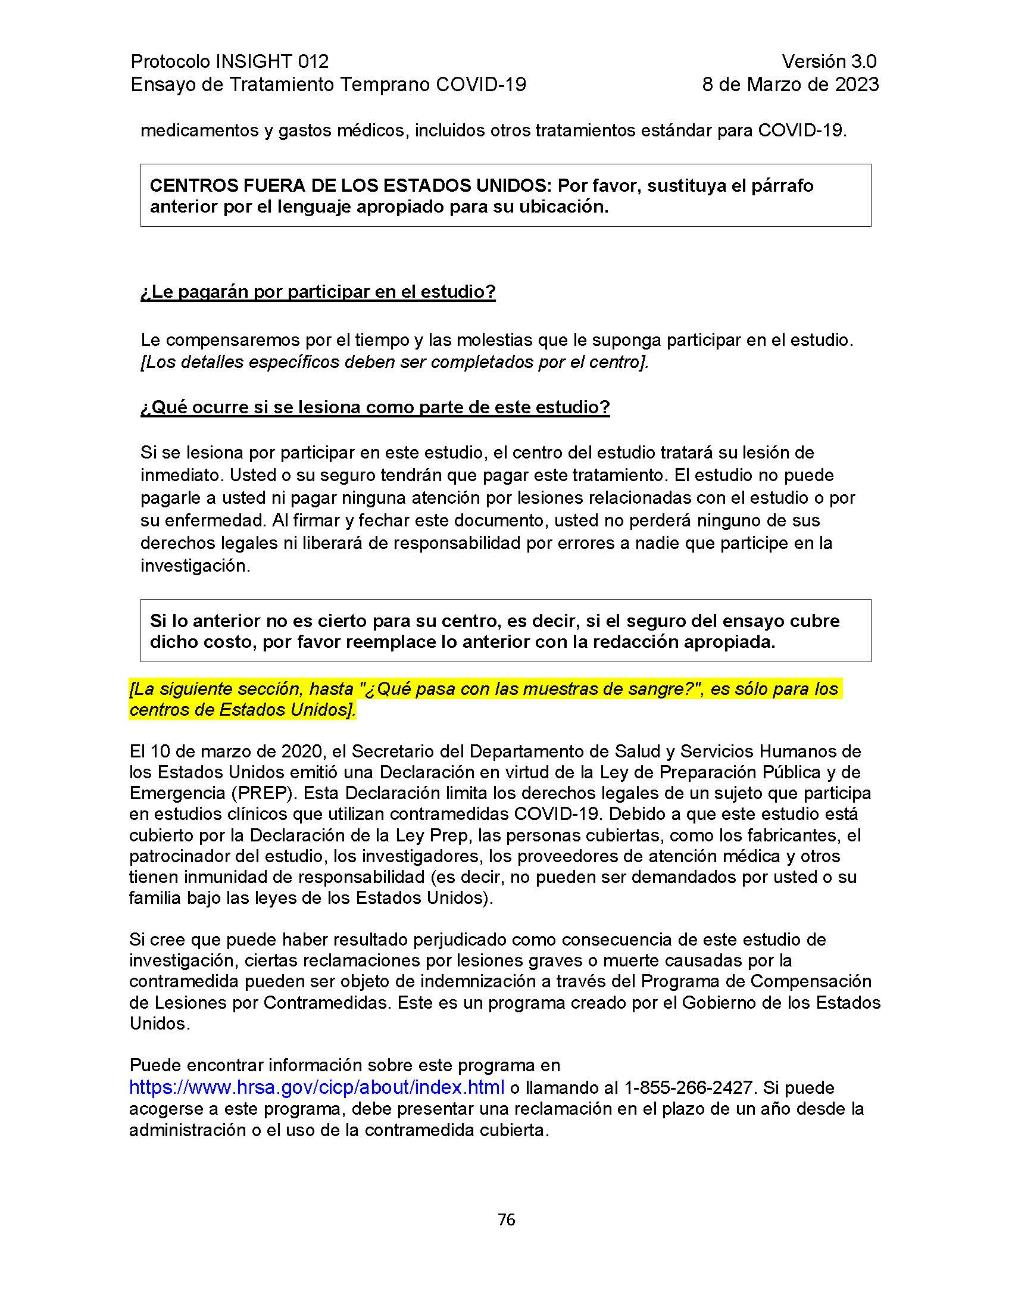 Protocolo INSIGHT 012 Versión 3.0
Ensayo de Tratamiento Temprano COVID-19 8 de Marzo de 2023
medicamentos y gastos médicos, incluidos otros tratamientos estándar para COVID-19.
CENTROS FUERA DE LOS ESTADOS UNIDOS: Por favor, sustituya el párrafo
anterior por el lenguaje apropiado para su ubicación.
¿Le pagarán por participar en el estudio?
Le compensaremos por el tiempo y las molestias que le suponga participar en el estudio.
[Los detalles específicos deben ser completados por el centro].
¿Qué ocurre si se lesiona como parte de este estudio?
Si se lesiona por participar en este estudio, el centro del estudio tratará su lesión de
inmediato. Usted o su seguro tendrán que pagar este tratamiento. El estudio no puede
pagarle a usted ni pagar ninguna atención por lesiones relacionadas con el estudio o por
su enfermedad. Al firmar y fechar este documento, usted no perderá ninguno de sus
derechos legales ni liberará de responsabilidad por errores a nadie que participe en la
investigación.
Si lo anterior no es cierto para su centro, es decir, si el seguro del ensayo cubre
dicho costo, por favor reemplace lo anterior con la redacción apropiada.
[La siguiente sección, hasta "¿Qué pasa con las muestras de sangre?", es sólo para los
centros de Estados Unidos].
El 10 de marzo de 2020, el Secretario del Departamento de Salud y Servicios Humanos de
los Estados Unidos emitió una Declaración en virtud de la Ley de Preparación Pública y de
Emergencia (PREP). Esta Declaración limita los derechos legales de un sujeto que participa
en estudios clínicos que utilizan contramedidas COVID-19. Debido a que este estudio está
cubierto por la Declaración de la Ley Prep, las personas cubiertas, como los fabricantes, el
patrocinador del estudio, los investigadores, los proveedores de atención médica y otros
tienen inmunidad de responsabilidad (es decir, no pueden ser demandados por usted o su
familia bajo las leyes de los Estados Unidos).
Si cree que puede haber resultado perjudicado como consecuencia de este estudio de
investigación, ciertas reclamaciones por lesiones graves o muerte causadas por la
contramedida pueden ser objeto de indemnización a través del Programa de Compensación
de Lesiones por Contramedidas. Este es un programa creado por el Gobierno de los Estados
Unidos.
Puede encontrar información sobre este programa en
https://www.hrsa.gov/cicp/about/index.html o llamando al 1-855-266-2427. Si puede
acogerse a este programa, debe presentar una reclamación en el plazo de un año desde la
administración o el uso de la contramedida cubierta.
76